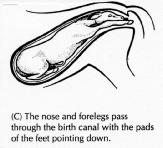 (C) The nose and forelegs pass
through the birth canal with the pads
of the feet pointing down.